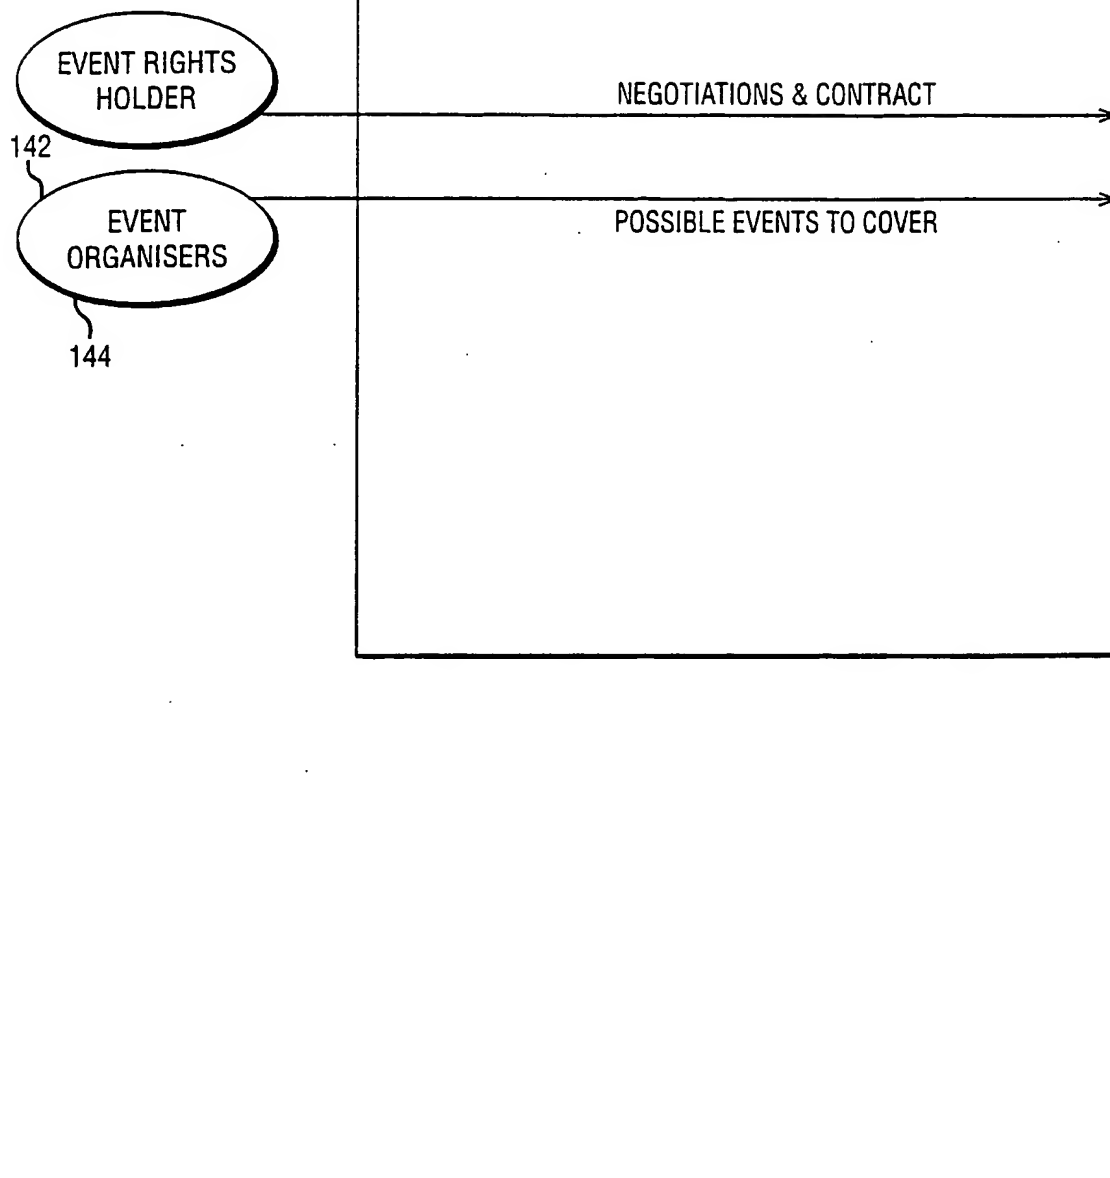 EVENT RIGHTS
HOLDER
NEGOTIATIONS & CONTRACT
142
EVENT
ORGANISERS
POSSIBLE EVENTS TO COVER
144